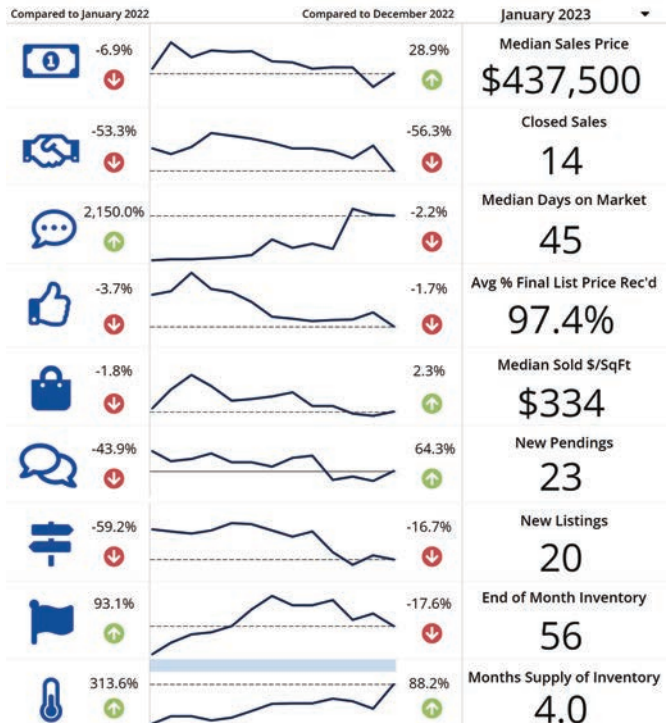 Compared to January 2022 Compared to December 2022 January 2023
-6.9% 28.9% Median Sales Price
1 $437,500
-53.3% -56.3% Closed Sales
14
2,150.0% -2.2% Median Days on Market
45
-3.7% -1.7% Avg % Final List Price Rec'd
97.4%
-1.8% 2.3% Median Sold $/SqFt
$334
-43.9% 64.3% New Pendings
23
-59.2% -16.7% New Listings
20
93.1% -17.6% End of Month Inventory
56
313.6% 88.2% Months Supply of Inventory
4.0